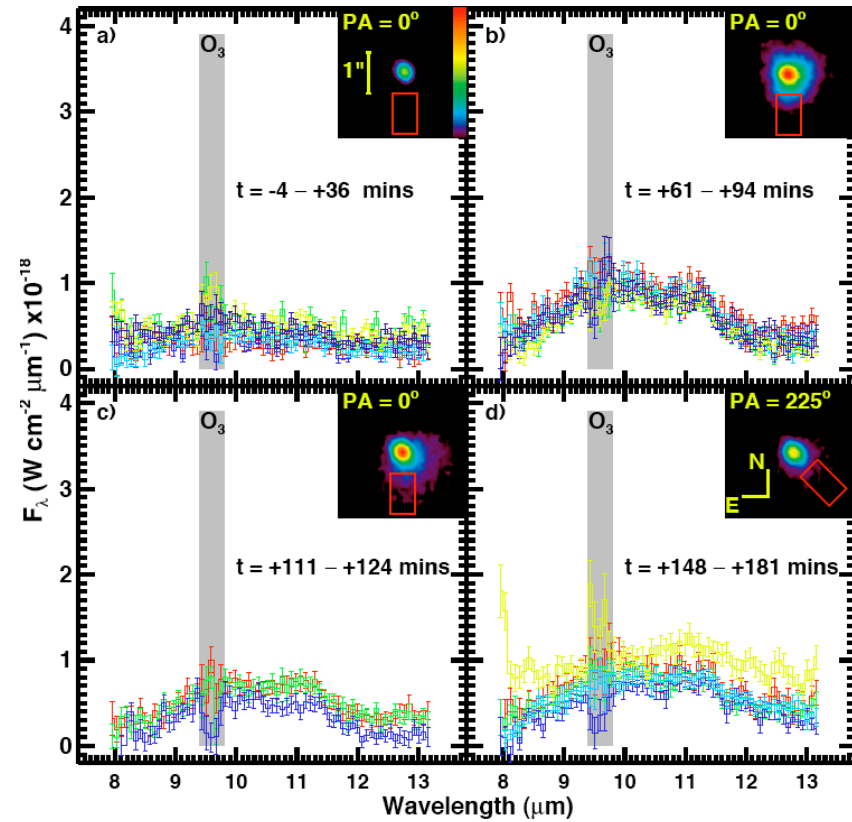 a)
O3
PA = 0°
1"
t = -4 – +36 mins
b)
O3
PA = 0°
t = +61 – +94 mins
c)
O3
PA = 0°
t = +111 – +124 mins
d)
O3
PA = 225°
N
E
t = +148 – +181 mins
4
3
2
1
0
4
3
2
1
0
Fλ (W cm-2 μm-1) x10-18
8 9 10 11 12 13
8 9 10 11 12 13
Wavelength (μm)